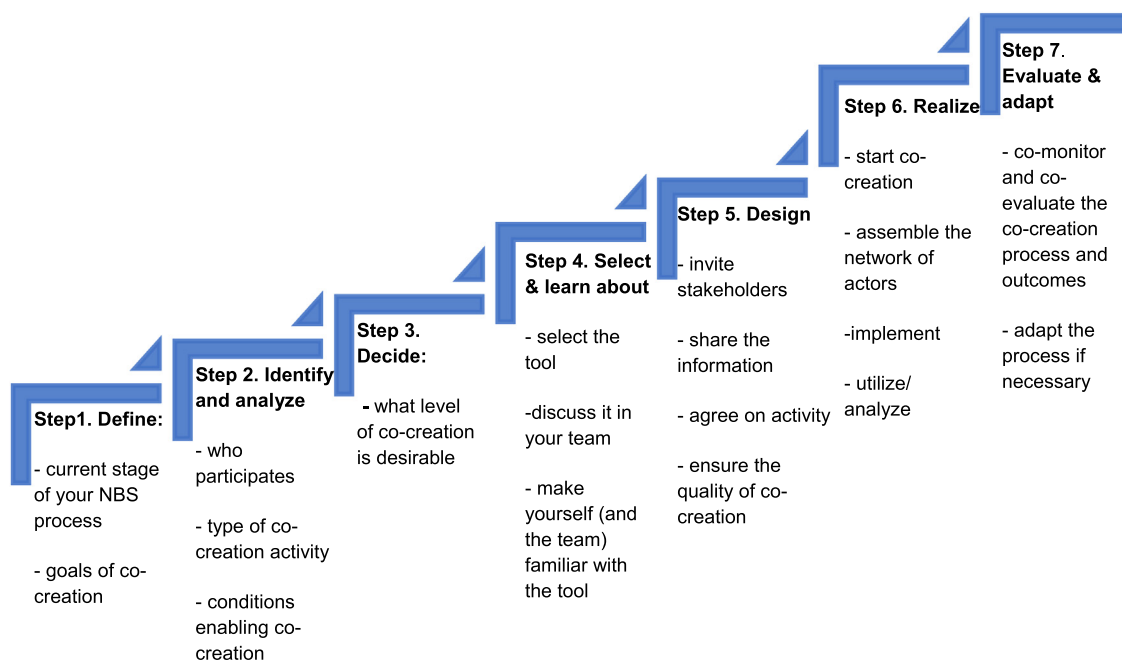 Step1. Define:
- current stage
of your NBS
process
- goals of co-
creation
Step 2. Identify
and analyze
- who
participates
- type of co-
creation activity
- conditions
enabling co-
creation
Step 3.
Decide:
- what level
of co-creation
is desirable
Step 4. Select
& learn about
- select the
tool
-discuss it in
your team
- make
yourself (and
the team)
familiar with
the tool
Step 5. Design
- invite
stakeholders
- share the
information
- agree on activity
- ensure the
quality of co-
creation
Step 6. Realize
- start co-
creation
- assemble the
network of
actors
-implement
- utilize/
analyze
Step 7.
Evaluate &
adapt
- co-monitor
and co-
evaluate the
co-creation
process and
outcomes
- adapt the
process if
necessary